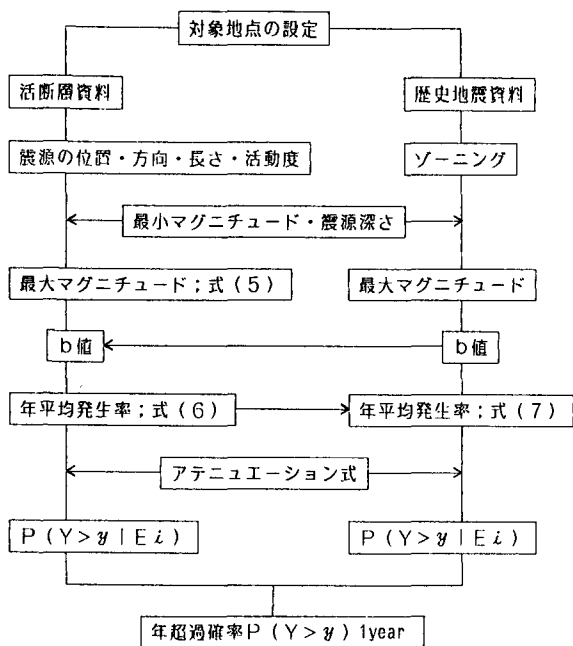 対象地点の設定
活断層資料
歴史地震資料
震源の位置・方向・長さ・活動度
ゾーニング
最小マグニチュード・震源深さ
最大マグニチュード；式（5）
最大マグニチュード
b値
b値
年平均発生率；式（6）
年平均発生率；式（7）
アテニュエーション式
P（Y＞y｜Ei）
P（Y＞y｜Ei）
年超過確率P（Y＞y）1year